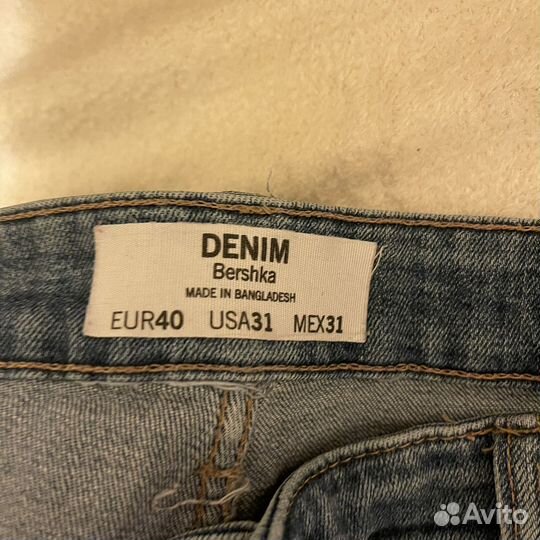 DENIM
Bershka
MADE IN BANGLADESH
EUR40 USA31 MEX31
Avito